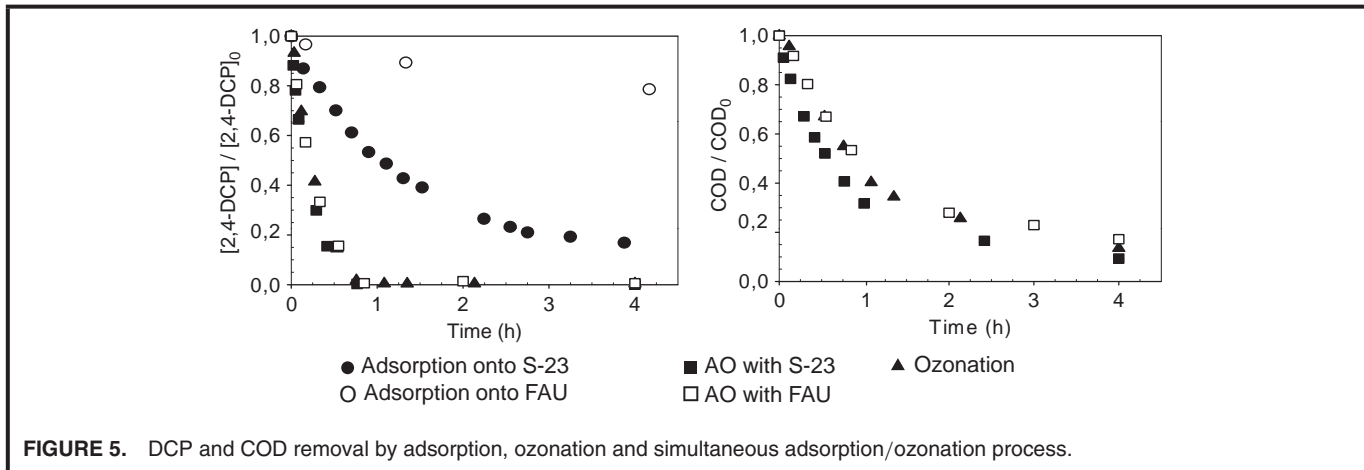 [2,4-DCP] / [2,4-DCP]0
1,0
0,8
0,6
0,4
0,2
0,0
0 1 2 3 4
Time (h)
COD / COD0
1,0
0,8
0,6
0,4
0,2
0,0
0 1 2 3 4
Time (h)
Adsorption onto S-23
AO with S-23
Ozonation
Adsorption onto FAU
AO with FAU
FIGURE 5. DCP and COD removal by adsorption, ozonation and simultaneous adsorption/ozonation process.